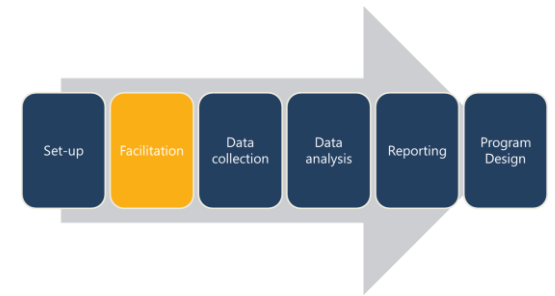 Set-up
Facilitation
Data
collection
Data
analysis
Reporting
Program
Design